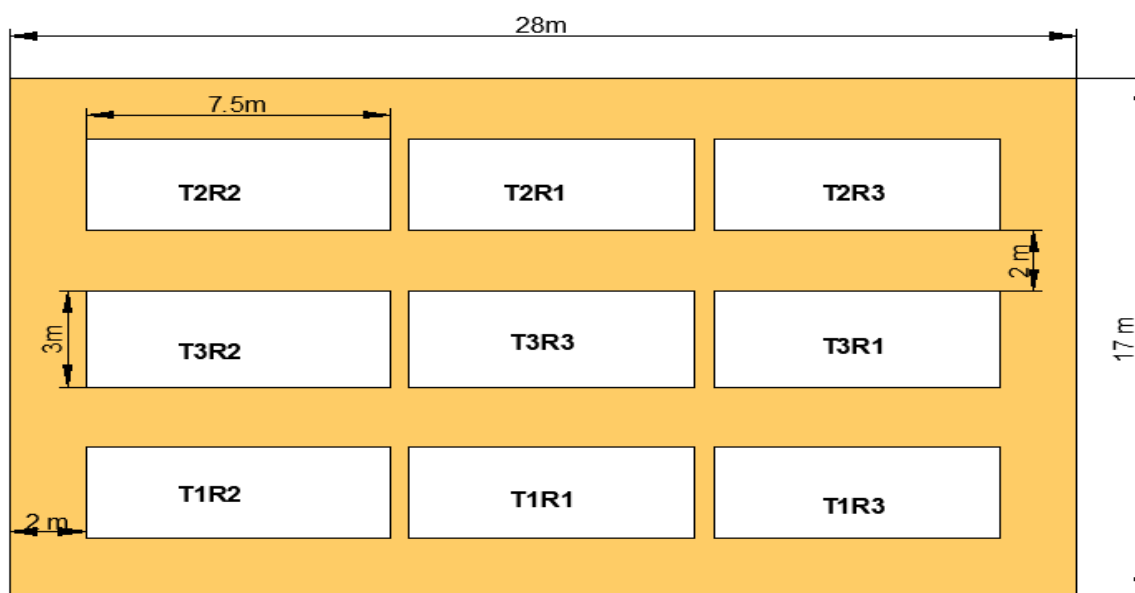 28m
7.5m
T2R2
T2R1
T2R3
2 m
3m
T3R2
T3R3
T3R1
17 m
T1R2
T1R1
T1R3
2 m